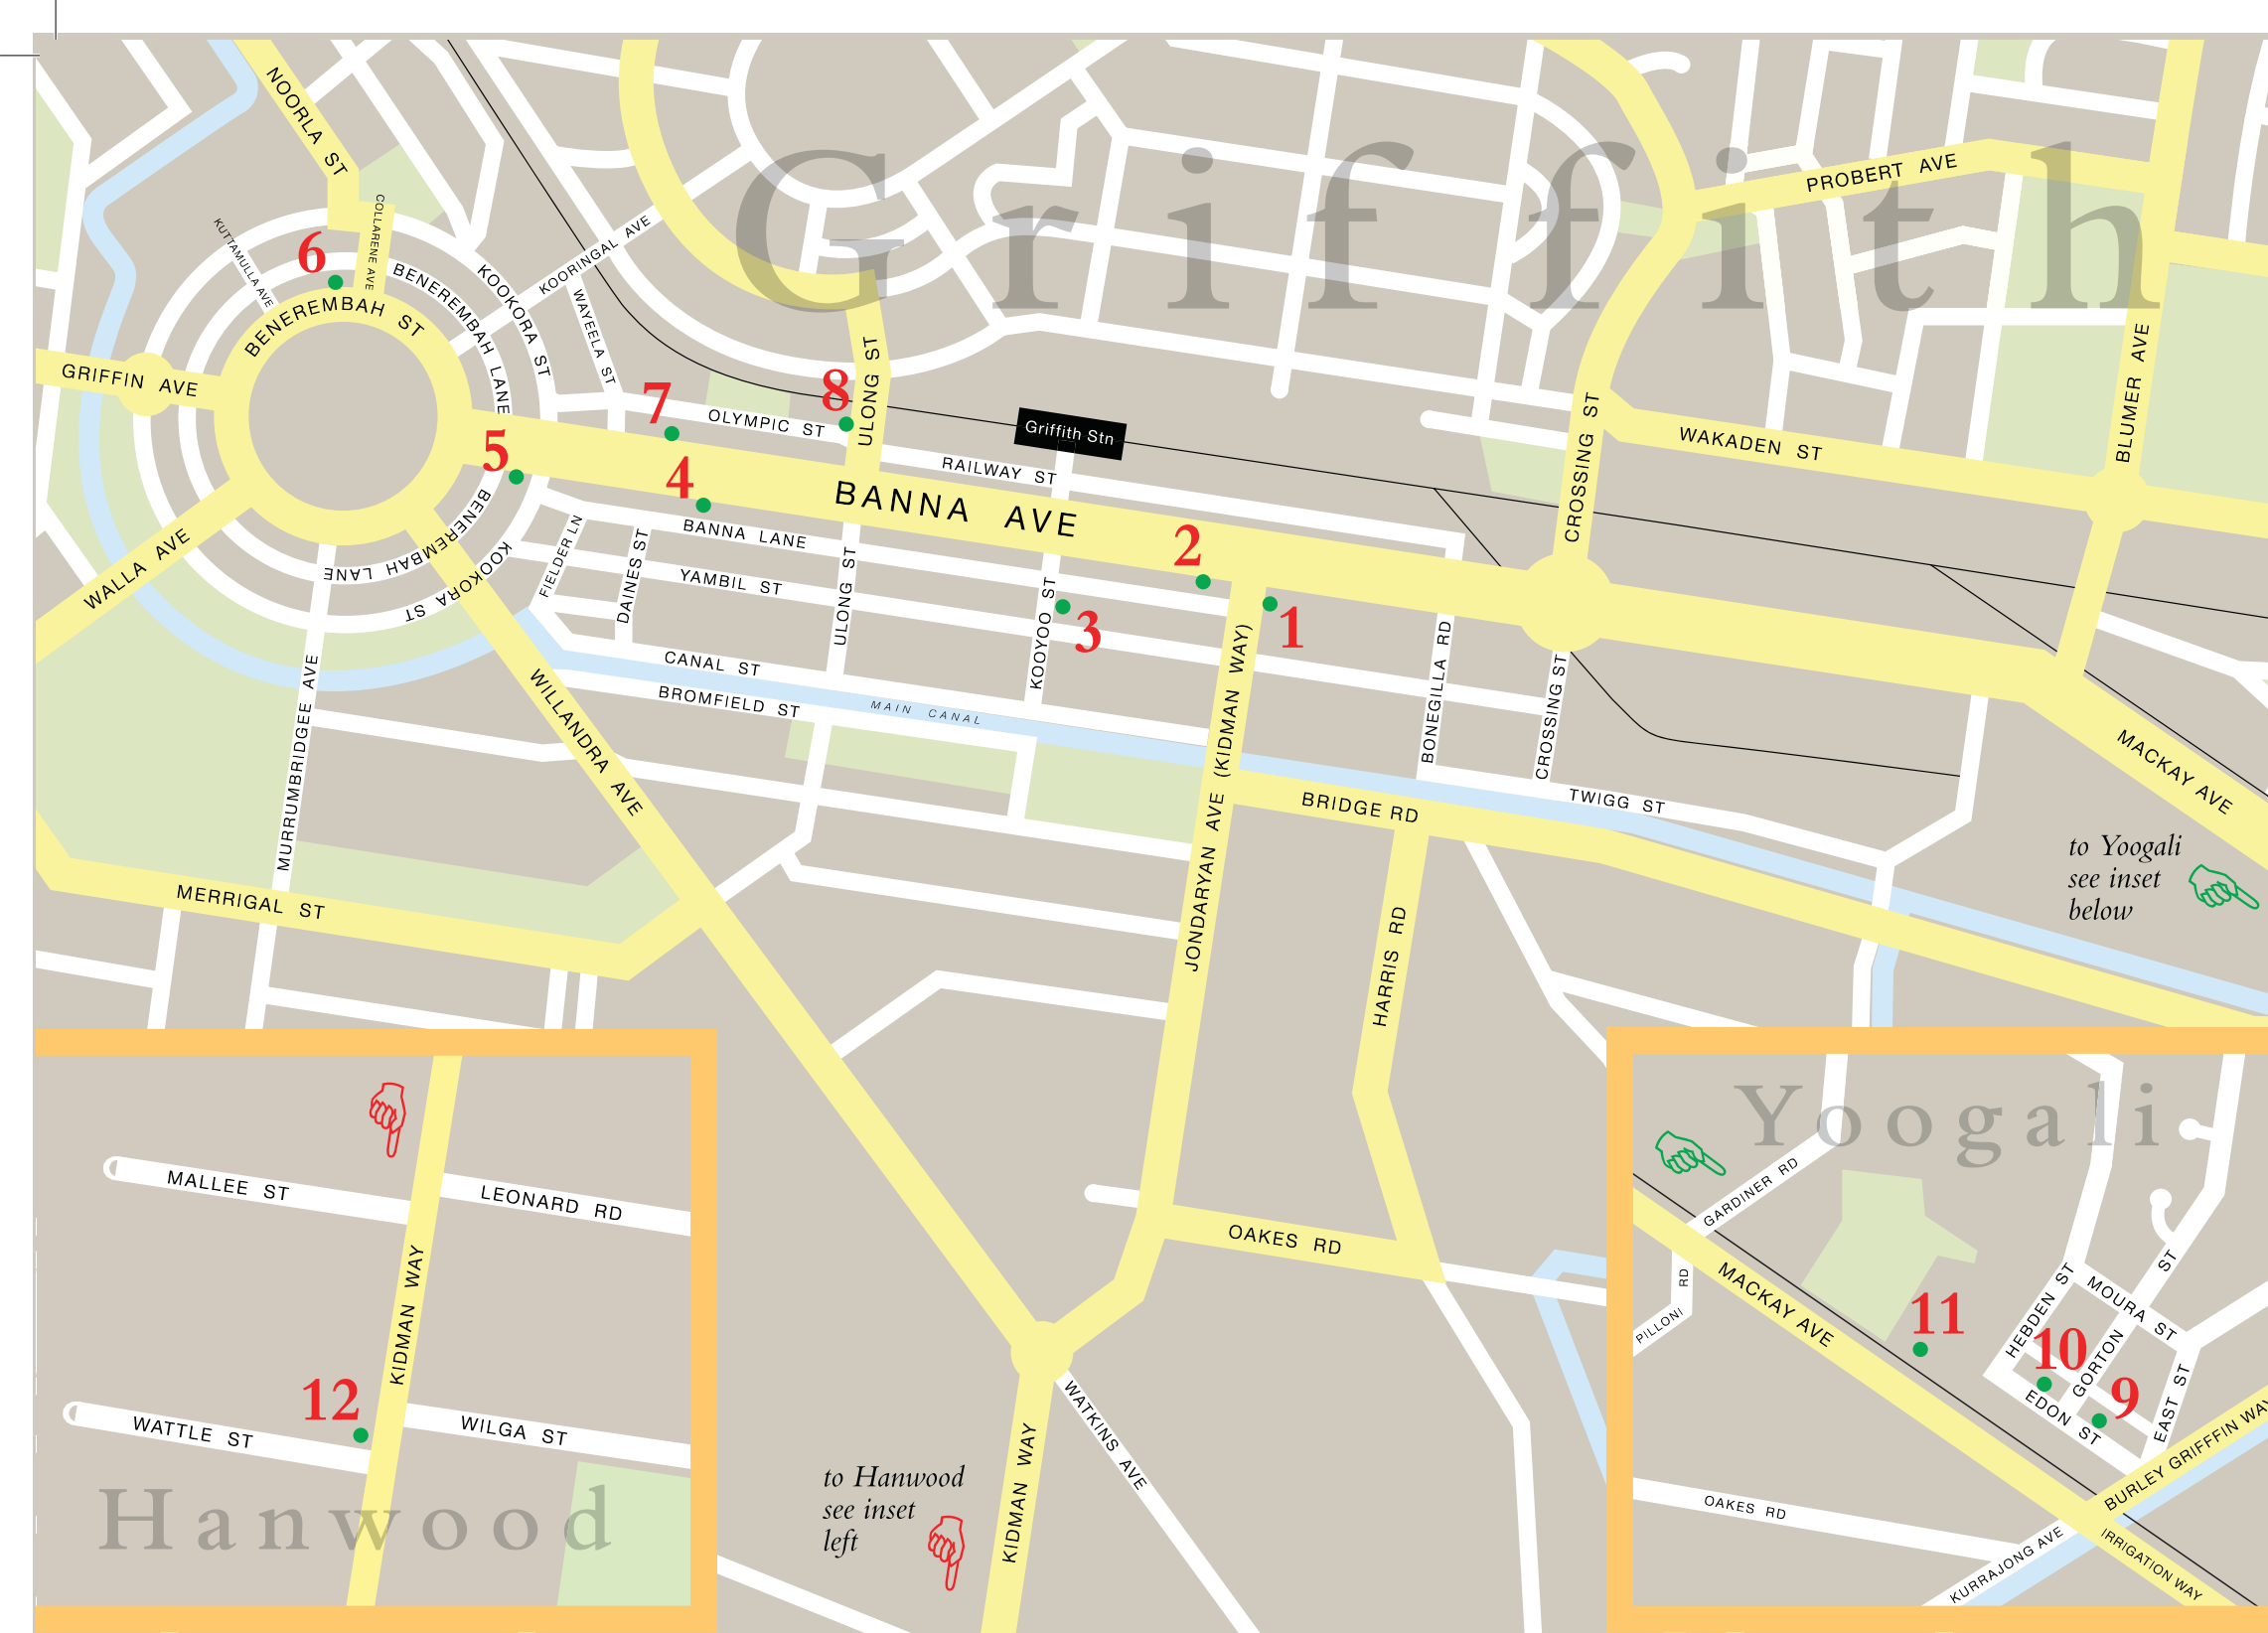 Griffith
NOORLA ST
COLLARENE AVE
KUTTAMULLA AVE
6
BENEREMBAH ST
BENEREMBAH LANE
KOOKORA ST
KOORINGAL AVE
WAYEELA ST
GRIFFIN AVE
PROBERT AVE
BLUMER AVE
7
8
OLYMPIC ST
ULONG ST
Griffith Stn
RAILWAY ST
CROSSING ST
WAKADEN ST
5
4
BANNA AVE
2
BANNA LANE
BENEREMBAH LANE
KOOKORA ST
WALLA AVE
FIELDER LN
DAINES ST
YAMBIL ST
ULONG ST
KOOYOO ST
3
1
CANAL ST
BROMFIELD ST
MAIN CANAL
BONEGILLA RD
CROSSING ST
MURRUMBRIDGEE AVE
WILLANDRA AVE
JONDARYAN AVE (KIDMAN WAY)
BRIDGE RD
TWIGG ST
MACKAY AVE
to Yoogali
see inset
below
MERRIGAL ST
HARRIS RD
OAKES RD
WATKINS AVE
KIDMAN WAY
to Hanwood
see inset
left
MALLEE ST
LEONARD RD
KIDMAN WAY
12
WATTLE ST
WILGA ST
Hanwood
Yoogali
GARDINER RD
RD
PILLONI
MACKAY AVE
11
HEBDEN ST
MOURA ST
10
GORTON ST
9
EDON ST
EAST ST
BURLEY GRIFFFIN WAY
OAKES RD
KURRAJONG AVE
IRRIGATION WAY